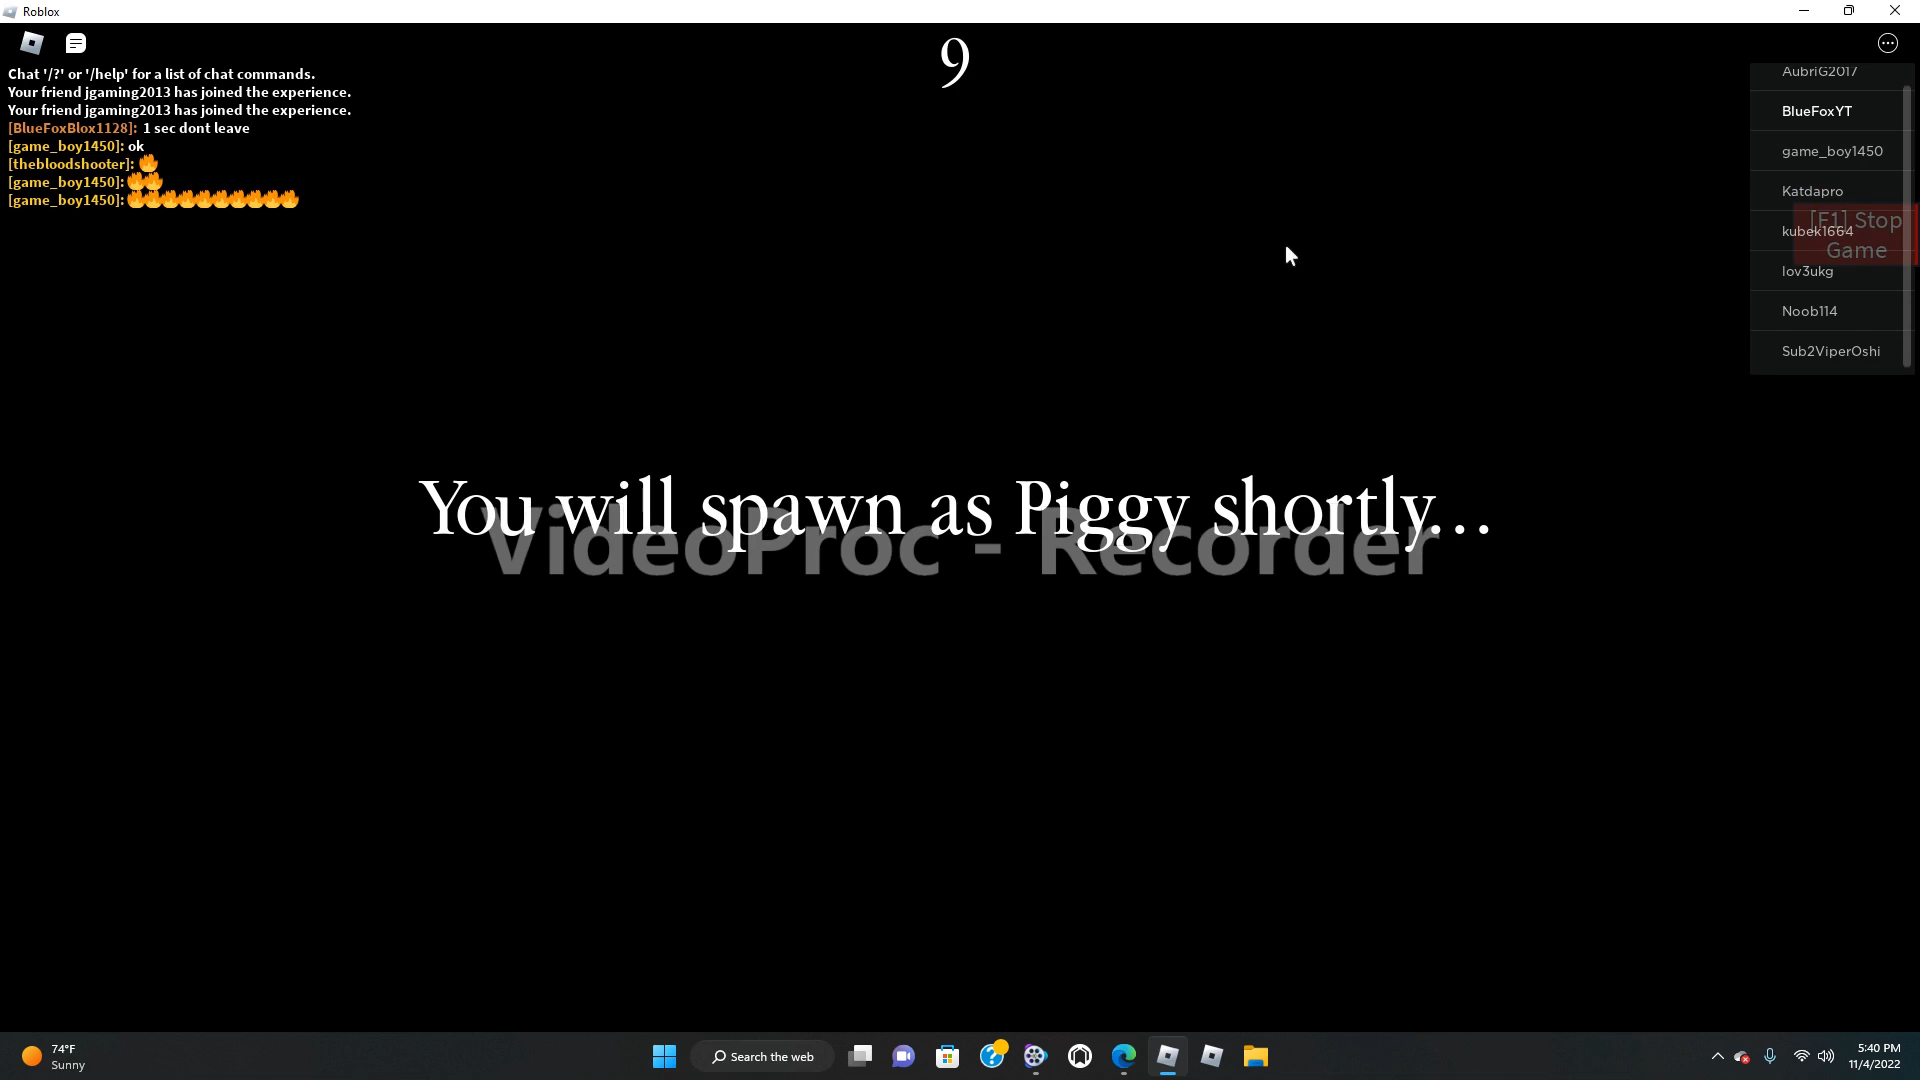 Roblox
9
Chat '/?' or '/help' for a list of chat commands.
Your friend jgaming2013 has joined the experience.
Your friend jgaming2013 has joined the experience.
[BlueFoxBlox1128]: 1 sec dont leave
[game_boy1450]: ok
[thebloodshooter]: 🔥
[game_boy1450]: 🔥🔥
[game_boy1450]: 🔥🔥🔥🔥🔥🔥🔥🔥🔥🔥
AubriG2017
BlueFoxYT
game_boy1450
Katdapro
[F1] Stop
kubek1664
Game
lov3ukg
Noob114
Sub2ViperOshi
You will spawn as Piggy shortly...
VideoProc - Recorder
74°F
Sunny
Search the web
5:40 PM
11/4/2022